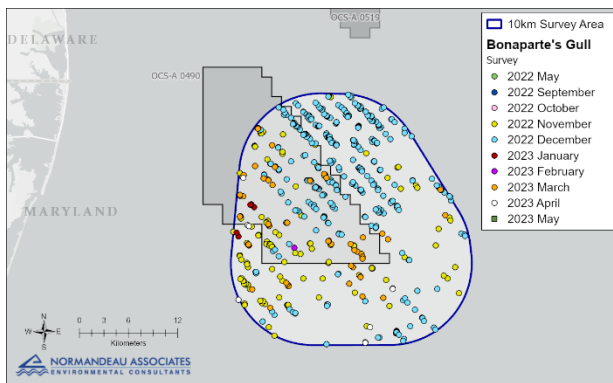 DELAWARE
OCS-A 0519
OCS-A 0490
MARYLAND
10km Survey Area
Bonaparte's Gull
Survey
2022 May
2022 September
2022 October
2022 November
2022 December
2023 January
2023 February
2023 March
2023 April
2023 May
N
W E
S
0 3 6 12
Kilometers
NORMANDEAU ASSOCIATES
ENVIRONMENTAL CONSULTANTS